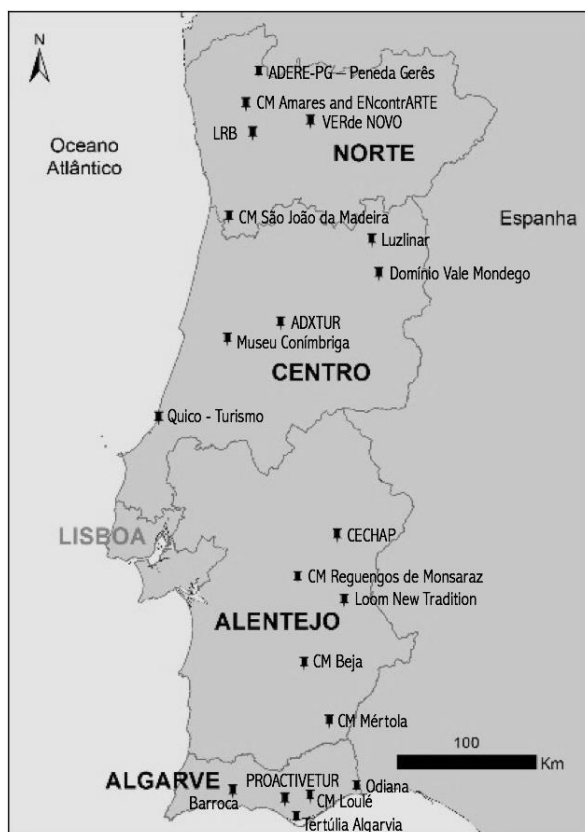 N
ADERE-PG – Peneda Gerês
CM Amares and ENcontrARTE
VERde NOVO
LRB
Oceano
Atlântico
NORTE
CM São João da Madeira
Espanha
Luzlinar
Domínio Vale Mondego
ADXTUR
Museu Conímbriga
CENTRO
Quico - Turismo
LISBOA
CECHAP
CM Reguengos de Monsaraz
Loom New Tradition
ALENTEJO
CM Beja
CM Mértola
100
Km
ALGARVE
PROACTIVETUR
Odiana
Barroca
CM Loulé
Tertúlia Algarvia